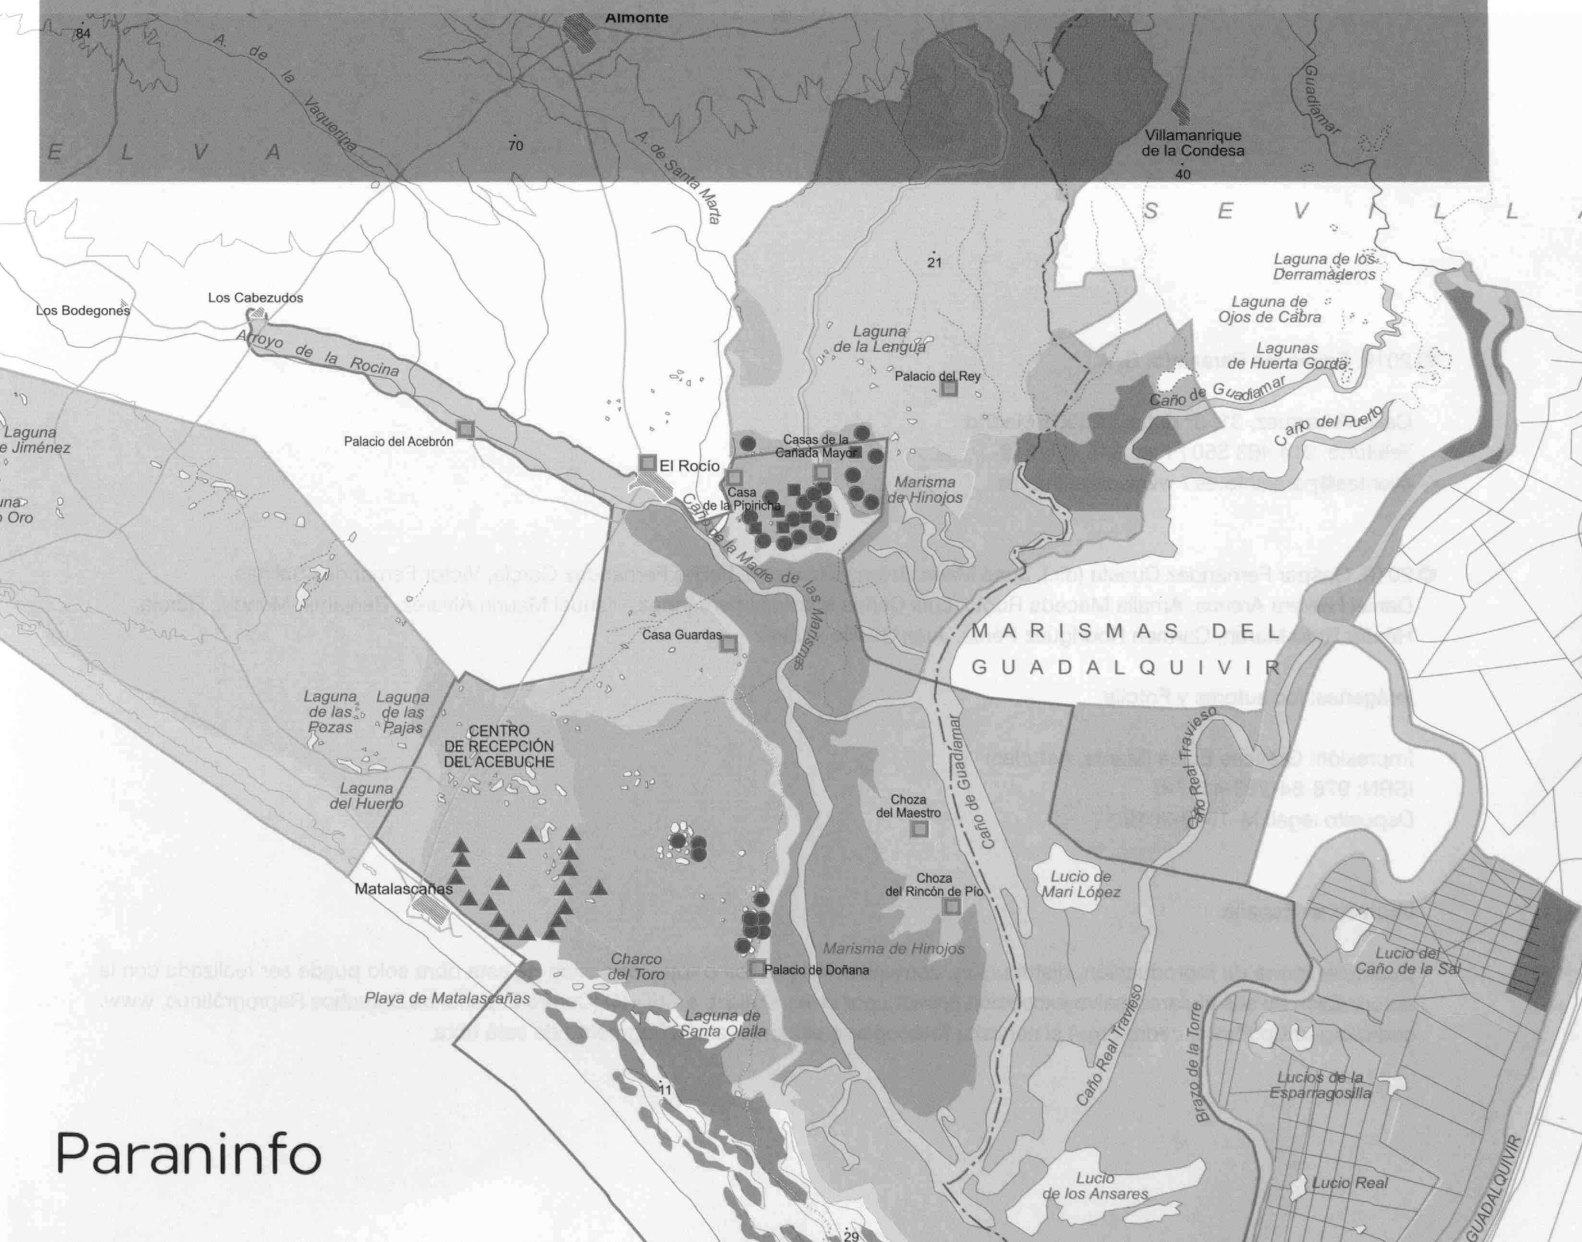 Almonte
84
A. de la Vaquerina
Guadiamar
Villamanrique
de la Condesa
40
E L V A
70
A. de Santa Marta
S E V I L L A
21
Laguna de los
Derramaderos
Los Cabezudos
Los Bodegones
Laguna de
Ojos de Cabra
Arroyo de la Rocina
Laguna
de la Lengua
Lagunas
de Huerta Gorda
Palacio del Rey
Caño de Guadiamar
Caño del Puerto
Laguna
e Jiménez
Palacio del Acebrón
Casas de la
Cañada Mayor
El Rocío
Marisma
de Hinojos
Casa
de la Pipiricha
una
o Oro
Caño de la Madre de las Marismas
Casa Guardas
MARISMAS DEL
GUADALQUIVIR
Laguna
de las
Pozas
Laguna
de las
Pajas
CENTRO
DE RECEPCIÓN
DEL ACEBUCHE
Caño Real Travieso
Caño de Guadiamar
Laguna
del Huerto
Choza
del Maestro
Matalascañas
Choza
del Rincón de Pío
Lucio de
Mari López
Marisma de Hinojos
Lucio del
Caño de la Sal
Charco
del Toro
Palacio de Doñana
Playa de Matalascañas
Laguna de
Santa Olalla
Caño Real Travieso
Brazo de la Torre
11
Lucios de la
Esparragosilla
Paraninfo
Lucio
de los Ansares
Lucio Real
GUADALQUIVIR
29